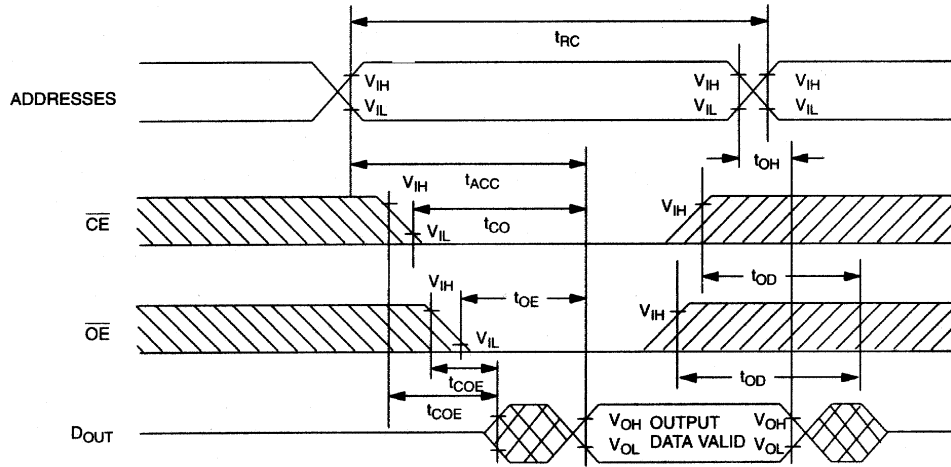 tRC
ADDRESSES
VIH
VIL
VIH
VIL
VIH
VIL
tOH
tACC
CE
VIH
tCO
VIL
VIH
tOD
OE
VIH
tOE
VIL
VIH
tCOE
tOD
tCOE
DOUT
VOH OUTPUT VOH
VOL DATA VALID VOL